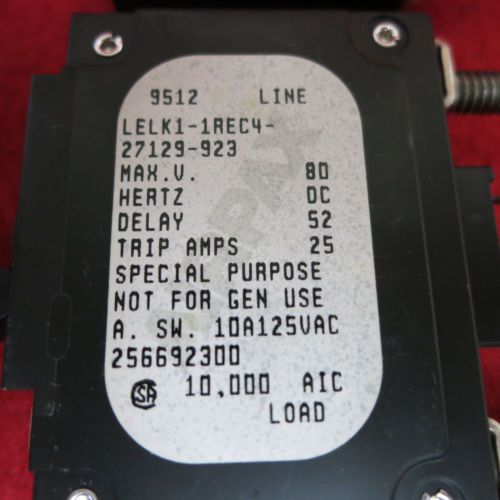 9512 LINE
LELK1-1REC4-
27129-923
MAX.V. 80
HERTZ DC
DELAY 52
TRIP AMPS 25
SPECIAL PURPOSE
NOT FOR GEN USE
A. SW. 10A125VAC
256692300
SA 10,000 AIC
LOAD